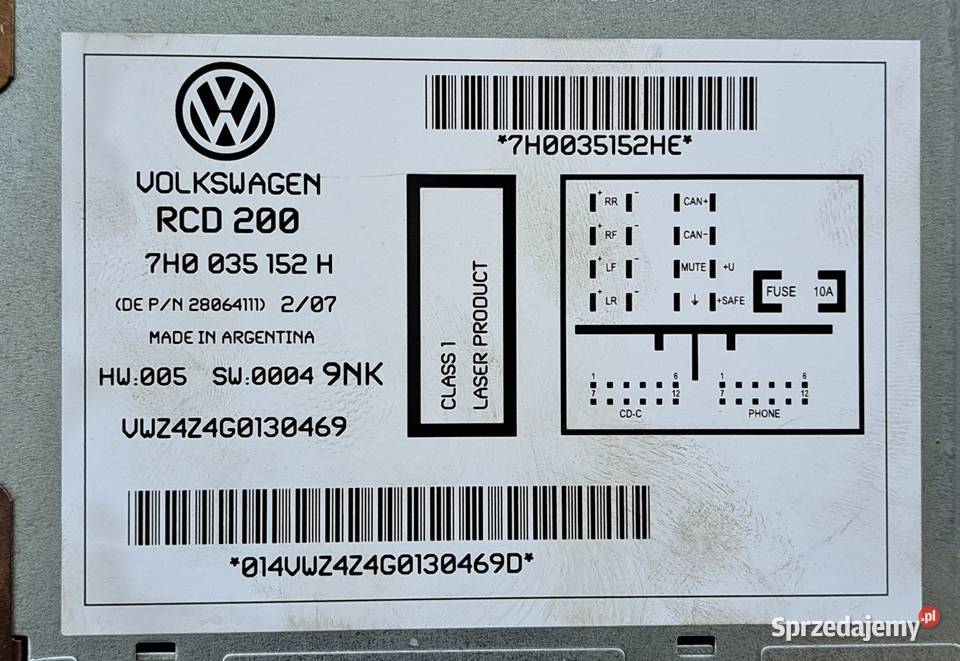 *7H0035152HE*
VOLKSWAGEN
RCD 200
7H0 035 152 H
(DE P/N 28064111) 2/07
MADE IN ARGENTINA
HW:005 SW:0004 9NK
VWZ4Z4G0130469
CLASS 1
LASER PRODUCT
+ RR - CAN+
+ RF - CAN-
+ LF - MUTE +U
+ LR - ⏚ +SAFE
FUSE 10A
1 6 1 6
7 12 7 12
CD-C PHONE
*014VWZ4Z4G0130469D*
Sprzedajemy.pl